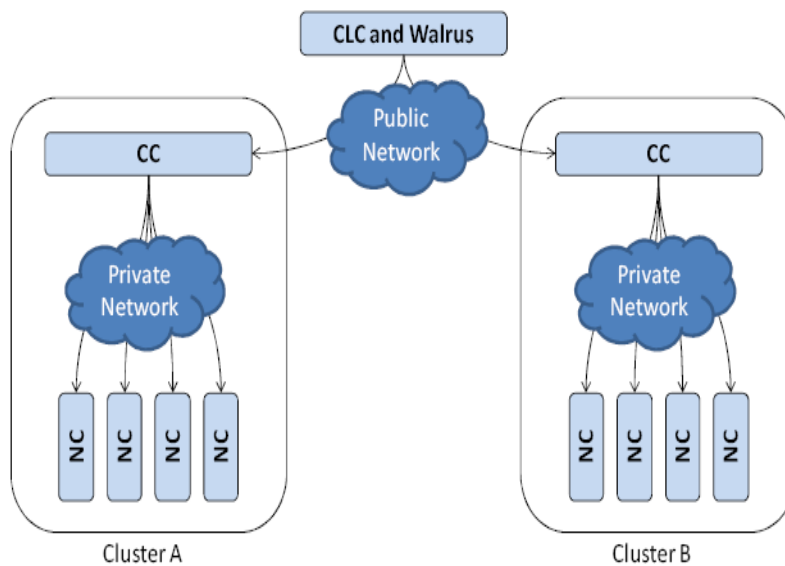 CLC and Walrus
Public
Network
CC
CC
Private
Network
Private
Network
NC
NC
NC
NC
NC
NC
NC
NC
Cluster A
Cluster B